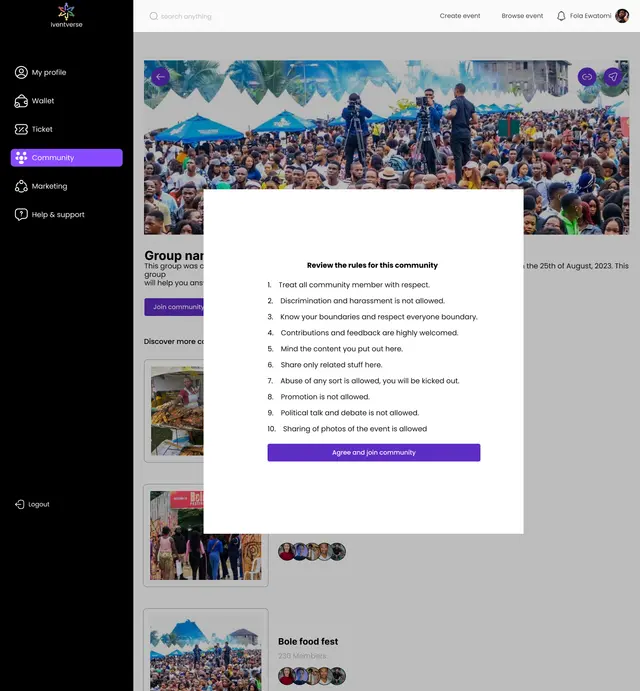 iventverse
search anything
Create event
Browse event
Fola Ewatomi
My profile
Wallet
Ticket
Community
Marketing
Help & support
Logout
Group nar
This group was c
the 25th of August, 2023. This
group
will help you ans
Join community
Discover more co
Review the rules for this community
1. Treat all community member with respect.
2. Discrimination and harassment is not allowed.
3. Know your boundaries and respect everyone boundary.
4. Contributions and feedback are highly welcomed.
5. Mind the content you put out here.
6. Share only related stuff here.
7. Abuse of any sort is allowed, you will be kicked out.
8. Promotion is not allowed.
9. Political talk and debate is not allowed.
10. Sharing of photos of the event is allowed
Agree and join community
Bole food fest
230 Members